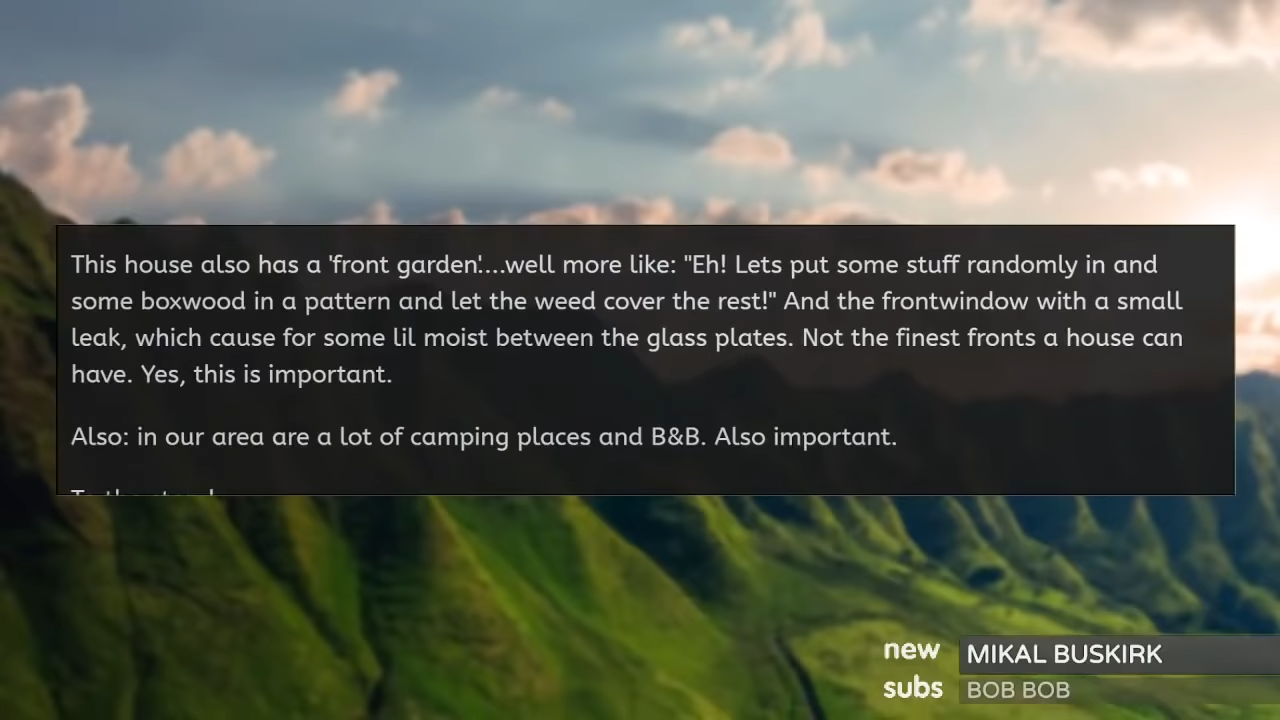 This house also has a 'front garden'....well more like: "Eh! Lets put some stuff randomly in and
some boxwood in a pattern and let the weed cover the rest!" And the frontwindow with a small
leak, which cause for some lil moist between the glass plates. Not the finest fronts a house can
have. Yes, this is important.
Also: in our area are a lot of camping places and B&B. Also important.
new
MIKAL BUSKIRK
subs
BOB BOB